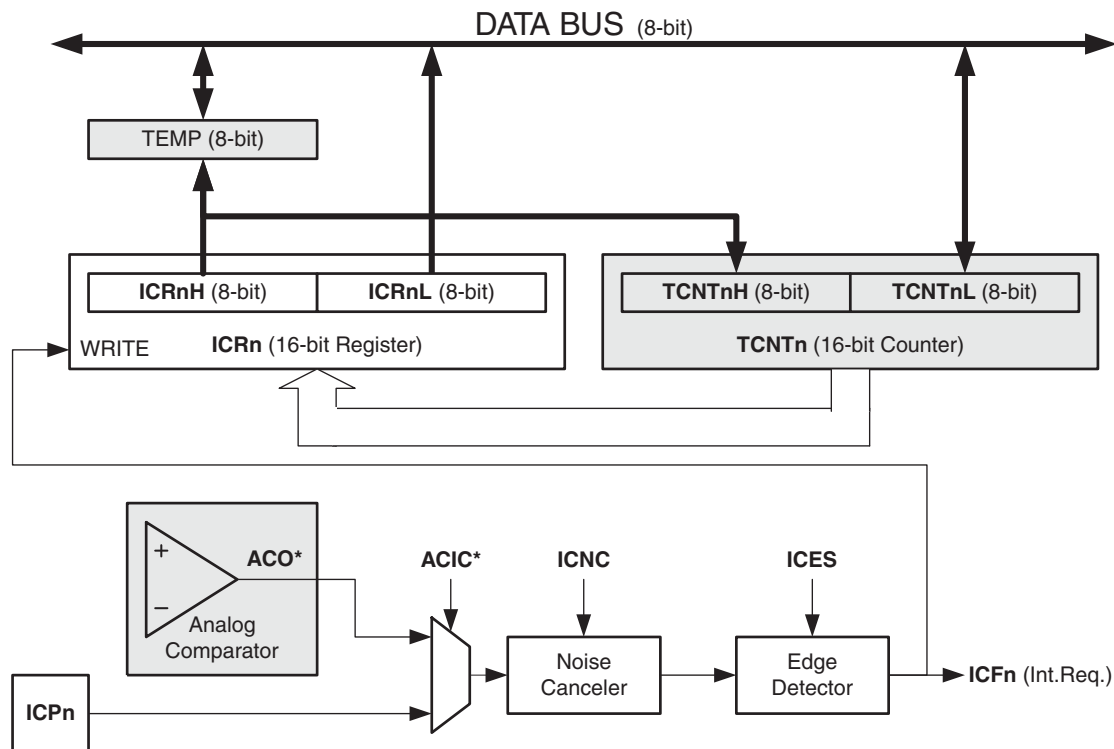 DATA BUS (8-bit)
TEMP (8-bit)
ICRnH (8-bit)
ICRnL (8-bit)
TCNTnH (8-bit)
TCNTnL (8-bit)
WRITE
ICRn (16-bit Register)
TCNTn (16-bit Counter)
+
−
ACO*
Analog
Comparator
ACIC*
ICNC
ICES
Noise
Canceler
Edge
Detector
ICFn (Int.Req.)
ICPn